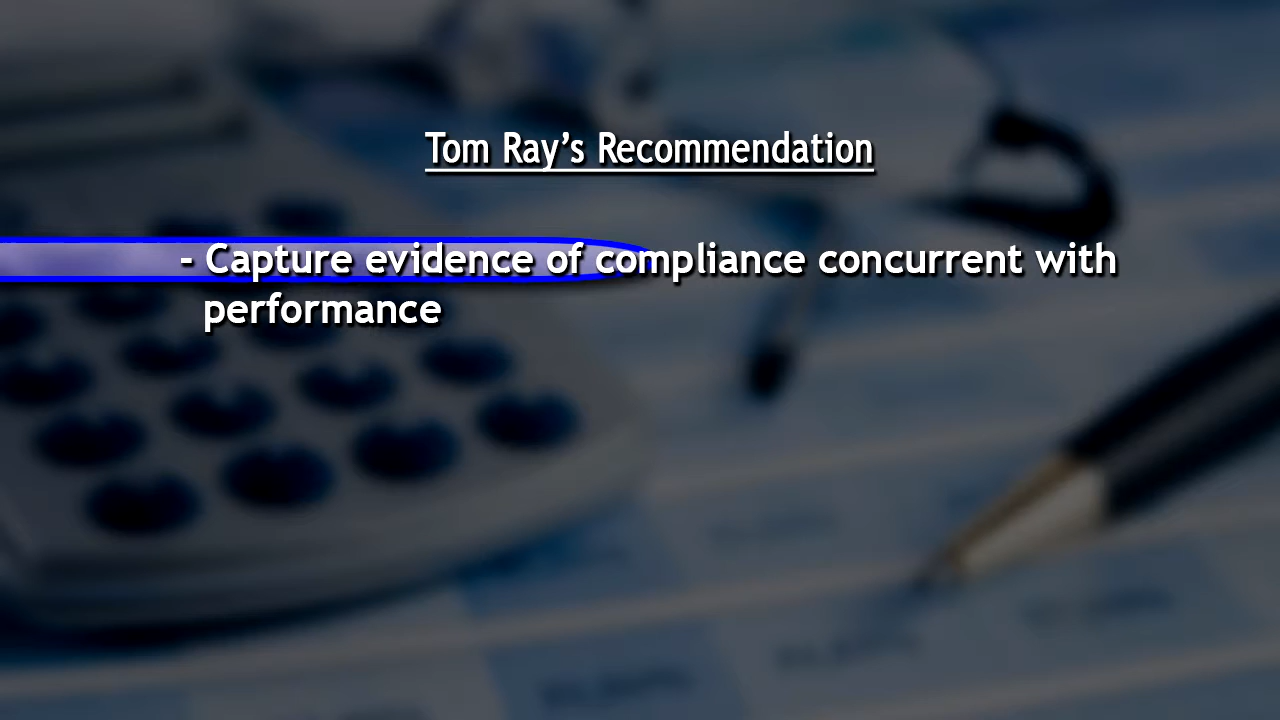 Tom Ray’s Recommendation
- Capture evidence of compliance concurrent with
performance